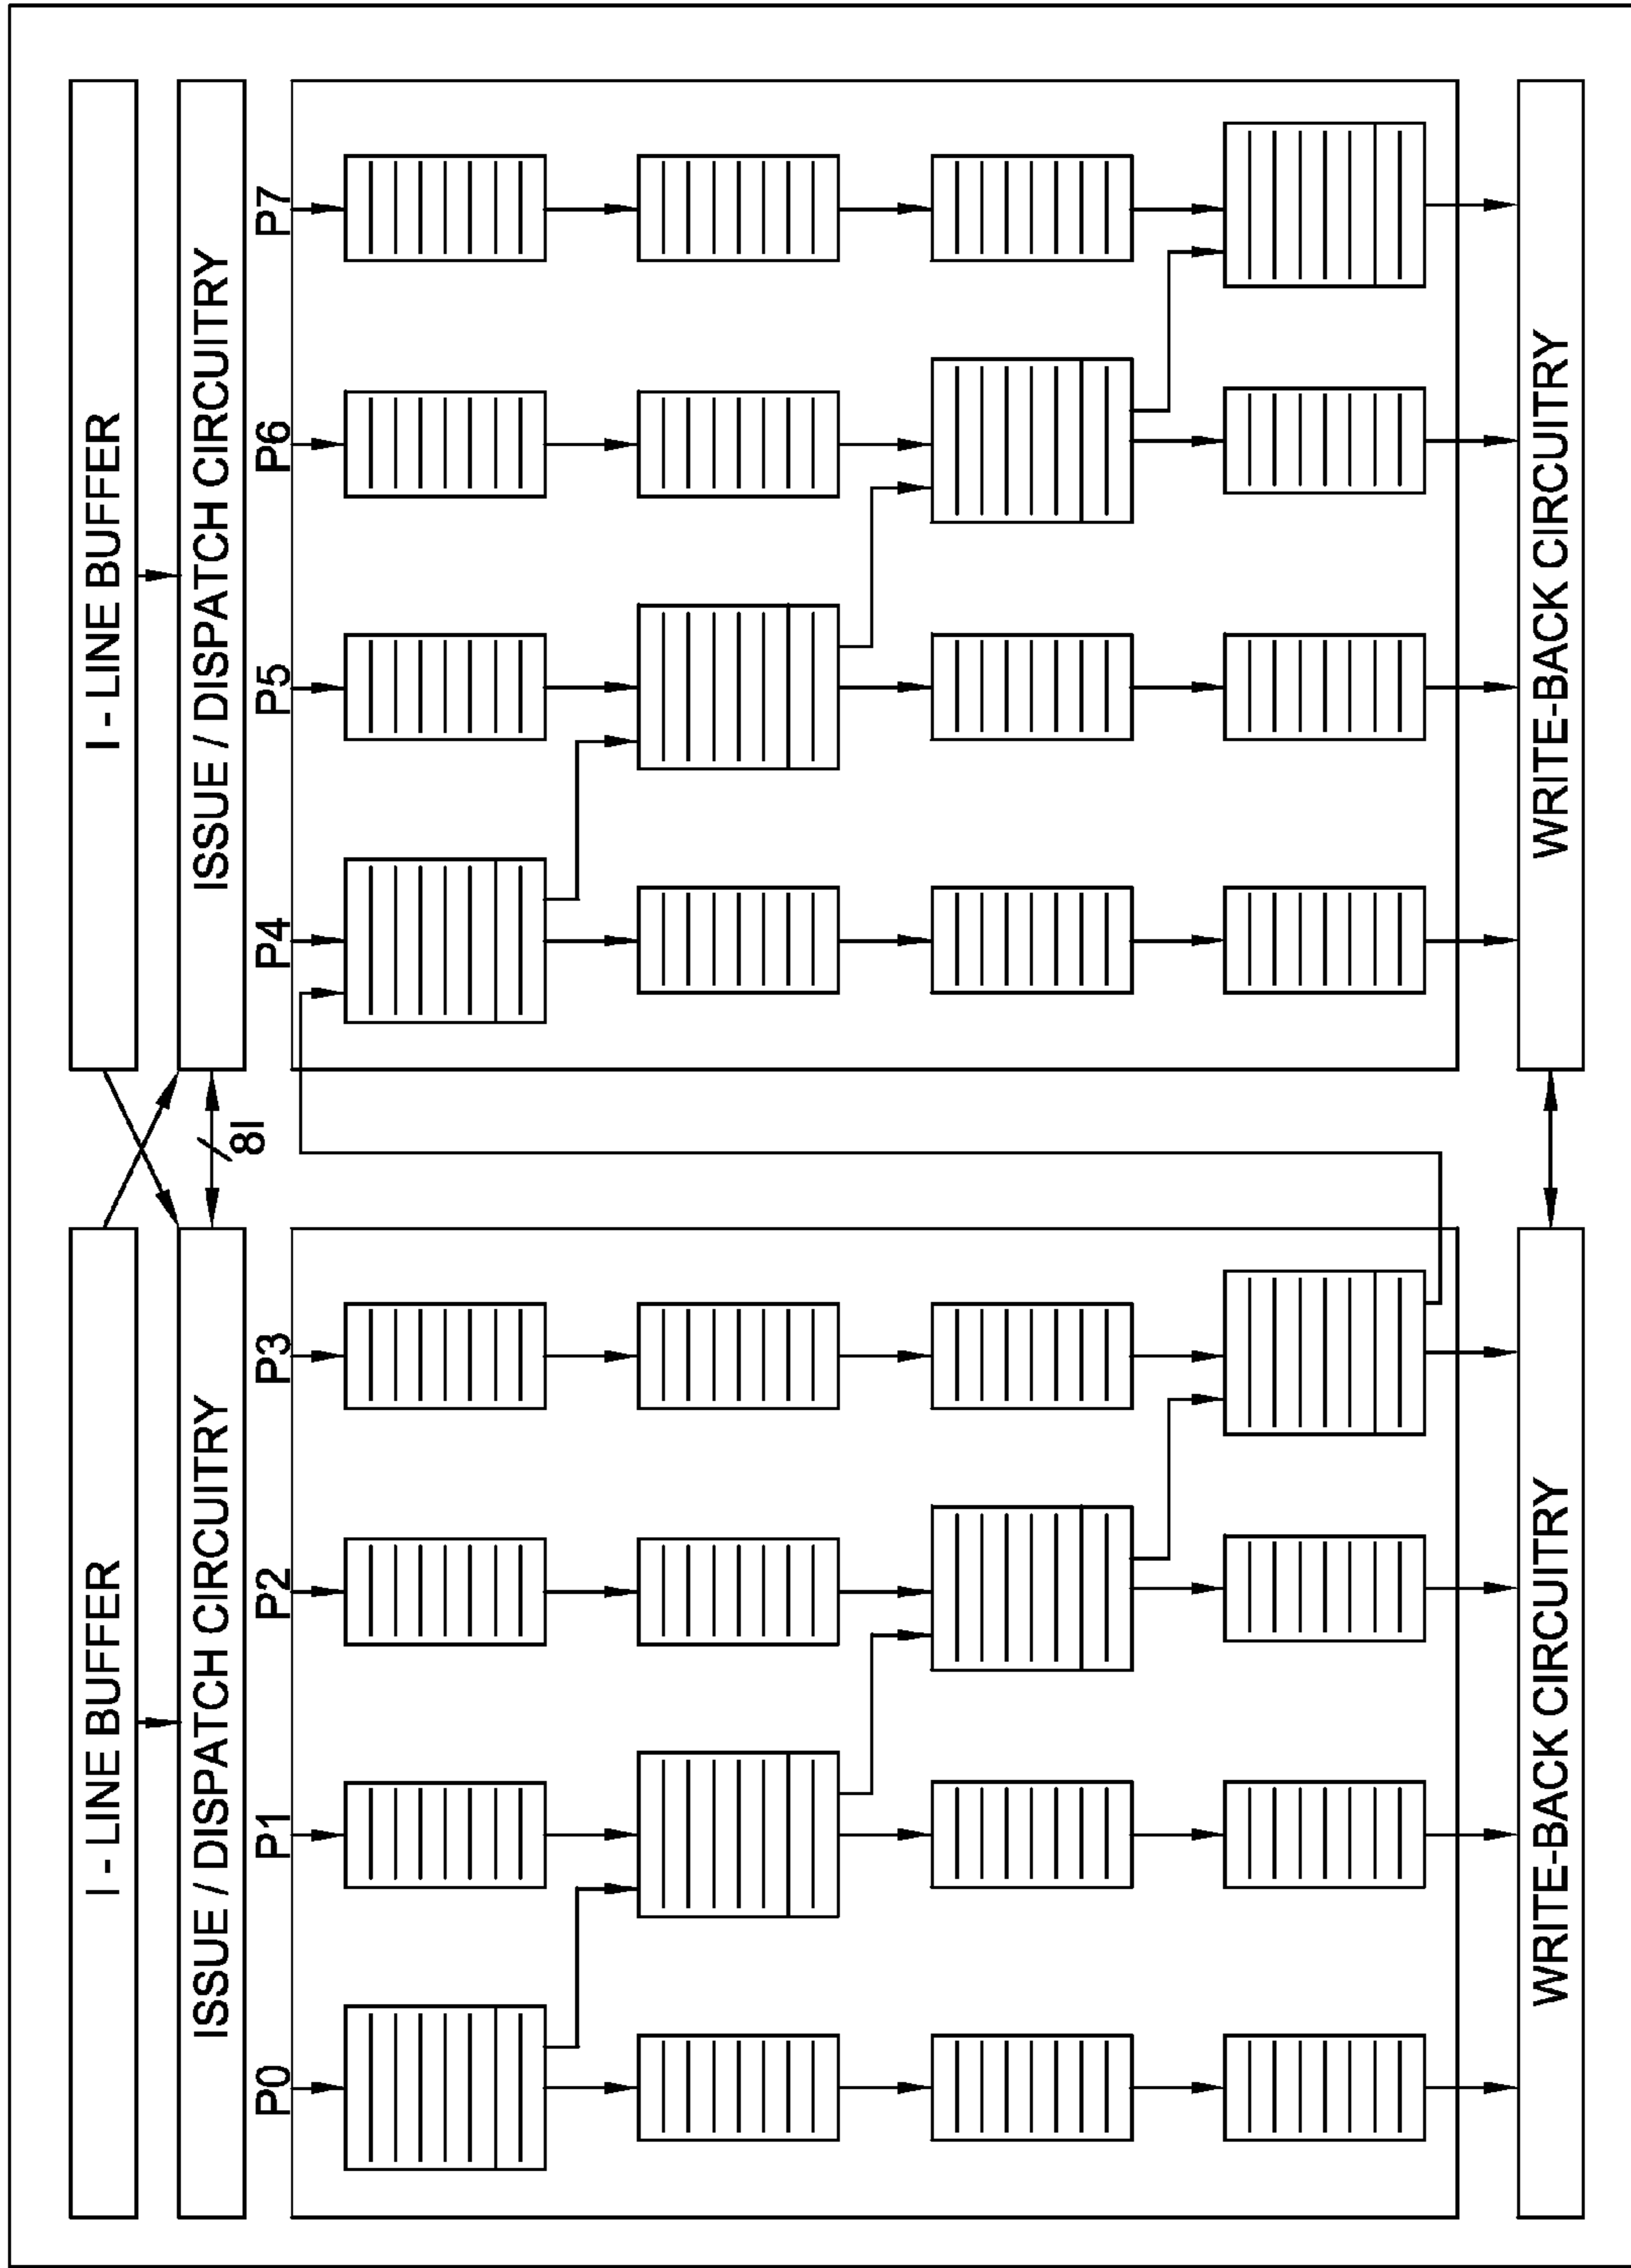 I - LINE BUFFER
I - LINE BUFFER
ISSUE / DISPATCH CIRCUITRY
8I
ISSUE / DISPATCH CIRCUITRY
P0
P1
P2
P3
P4
P5
P6
P7
WRITE-BACK CIRCUITRY
WRITE-BACK CIRCUITRY